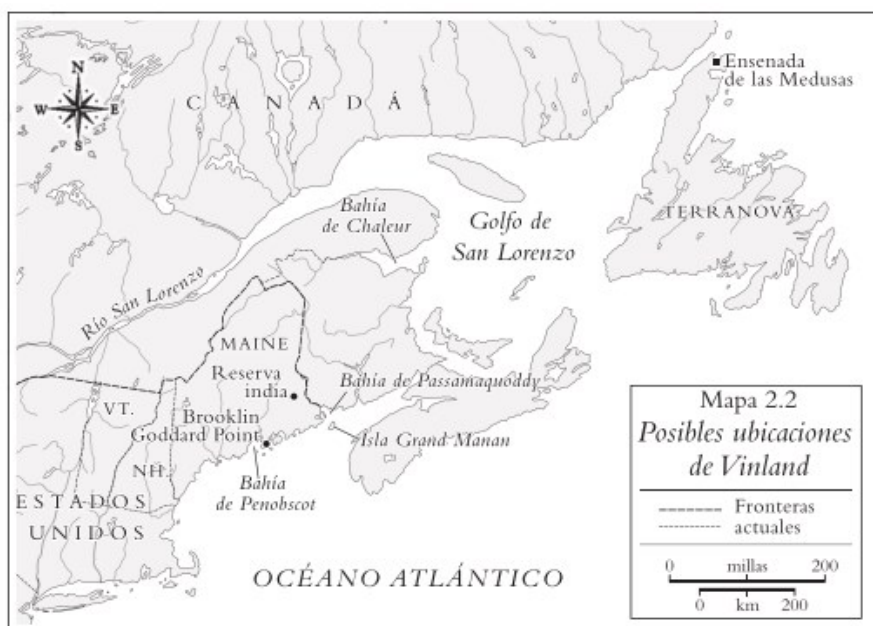 N
W E
S
CANADÁ
Ensenada
de las Medusas
TERRANOVA
Bahía
de Chaleur
Golfo de
San Lorenzo
Río San Lorenzo
MAINE
Reserva
india
Bahía de Passamaquoddy
VT.
Brooklin
Goddard Point
Isla Grand Manan
NH.
Bahía
de Penobscot
ESTADOS
UNIDOS
OCÉANO ATLÁNTICO
Mapa 2.2
Posibles ubicaciones
de Vinland
Fronteras
actuales
0 millas 200
0 km 200